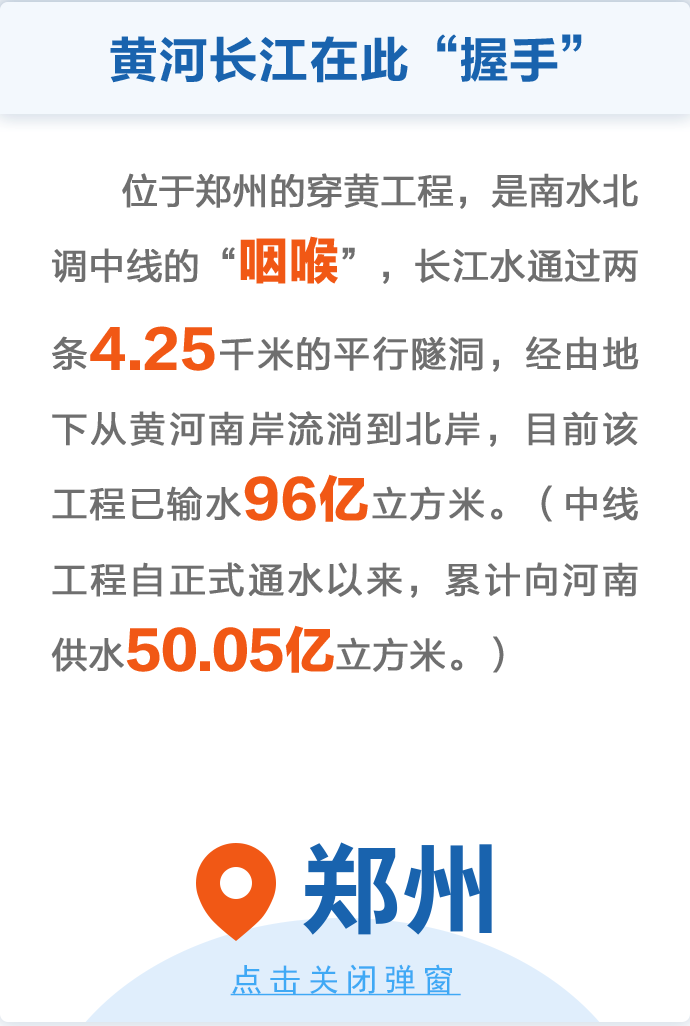 黄河长江在此“握手”
位于郑州的穿黄工程，是南水北
调中线的“咽喉”，长江水通过两
条4.25千米的平行隧洞，经由地
下从黄河南岸流淌到北岸，目前该
工程已输水96亿立方米。（中线
工程自正式通水以来，累计向河南
供水50.05亿立方米。）
郑州
点击关闭弹窗